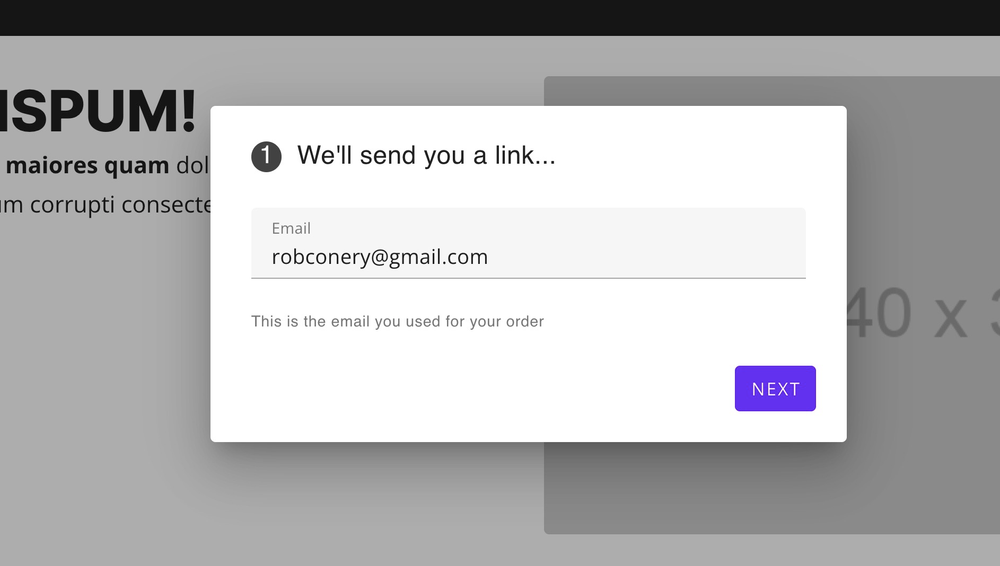 ISPUM!
maiores quam dol
um corrupti consecte
1 We'll send you a link...
Email
robconery@gmail.com
This is the email you used for your order
NEXT
40 x 3